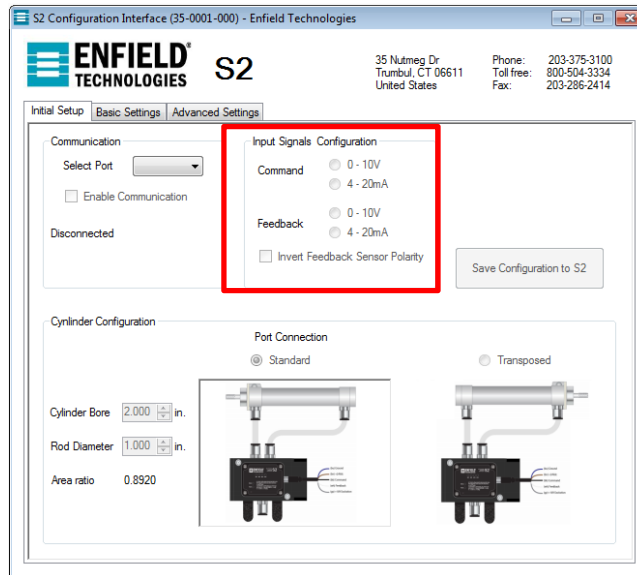 S2 Configuration Interface (35-0001-000) - Enfield Technologies
ENFIELD®
TECHNOLOGIES
S2
35 Nutmeg Dr
Trumbul, CT 06611
United States
Phone: 203-375-3100
Toll free: 800-504-3334
Fax: 203-286-2414
Initial Setup Basic Settings Advanced Settings
Communication
Select Port
Enable Communication
Disconnected
Input Signals Configuration
Command
0 - 10V
4 - 20mA
Feedback
0 - 10V
4 - 20mA
Invert Feedback Sensor Polarity
Save Configuration to S2
Cynlinder Configuration
Port Connection
Standard
Transposed
Cylinder Bore 2.000 in.
Rod Diameter 1.000 in.
Area ratio 0.8920